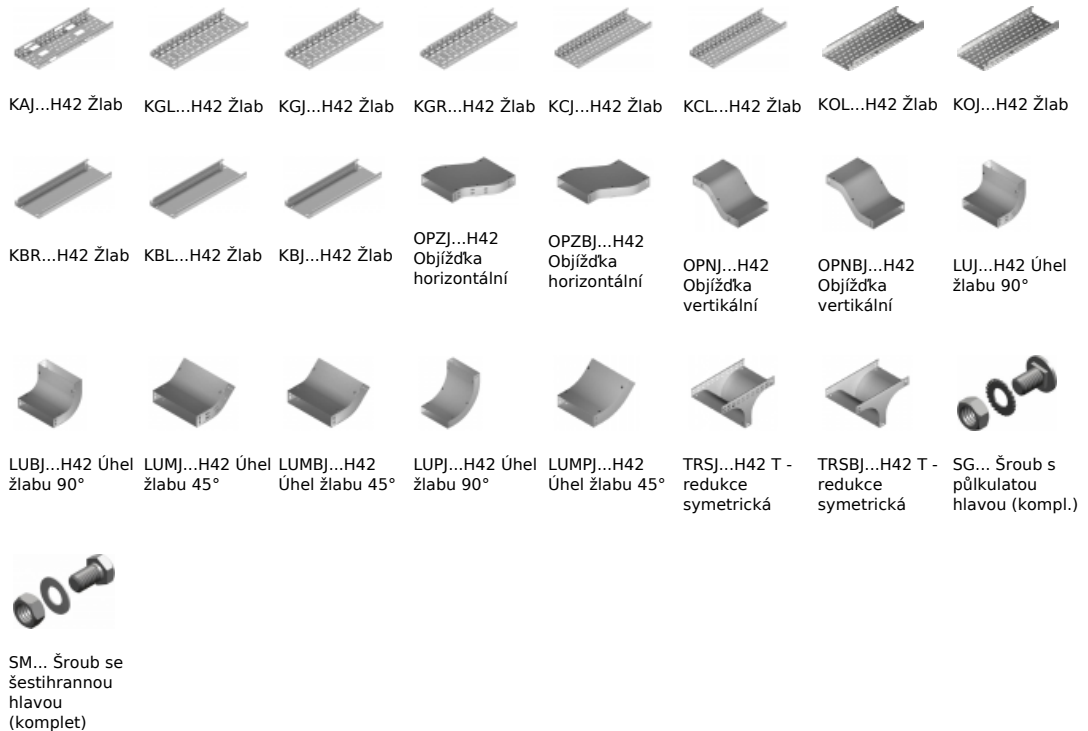 KAJ...H42 Žlab
KGL...H42 Žlab
KGJ...H42 Žlab
KGR...H42 Žlab
KCJ...H42 Žlab
KCL...H42 Žlab
KOL...H42 Žlab
KOJ...H42 Žlab
KBR...H42 Žlab
KBL...H42 Žlab
KBJ...H42 Žlab
OPZJ...H42
Objížďka
horizontální
OPZBJ...H42
Objížďka
horizontální
OPNJ...H42
Objížďka
vertikální
OPNBJ...H42
Objížďka
vertikální
LUJ...H42 Úhel
žlabu 90°
LUBJ...H42 Úhel
žlabu 90°
LUMJ...H42 Úhel
žlabu 45°
LUMBJ...H42
Úhel žlabu 45°
LUPJ...H42 Úhel
žlabu 90°
LUMPJ...H42
Úhel žlabu 45°
TRSJ...H42 T -
redukce
symetrická
TRSBJ...H42 T -
redukce
symetrická
SG... Šroub s
půlkulatou
hlavou (kompl.)
SM... Šroub se
šestihrannou
hlavou
(komplet)